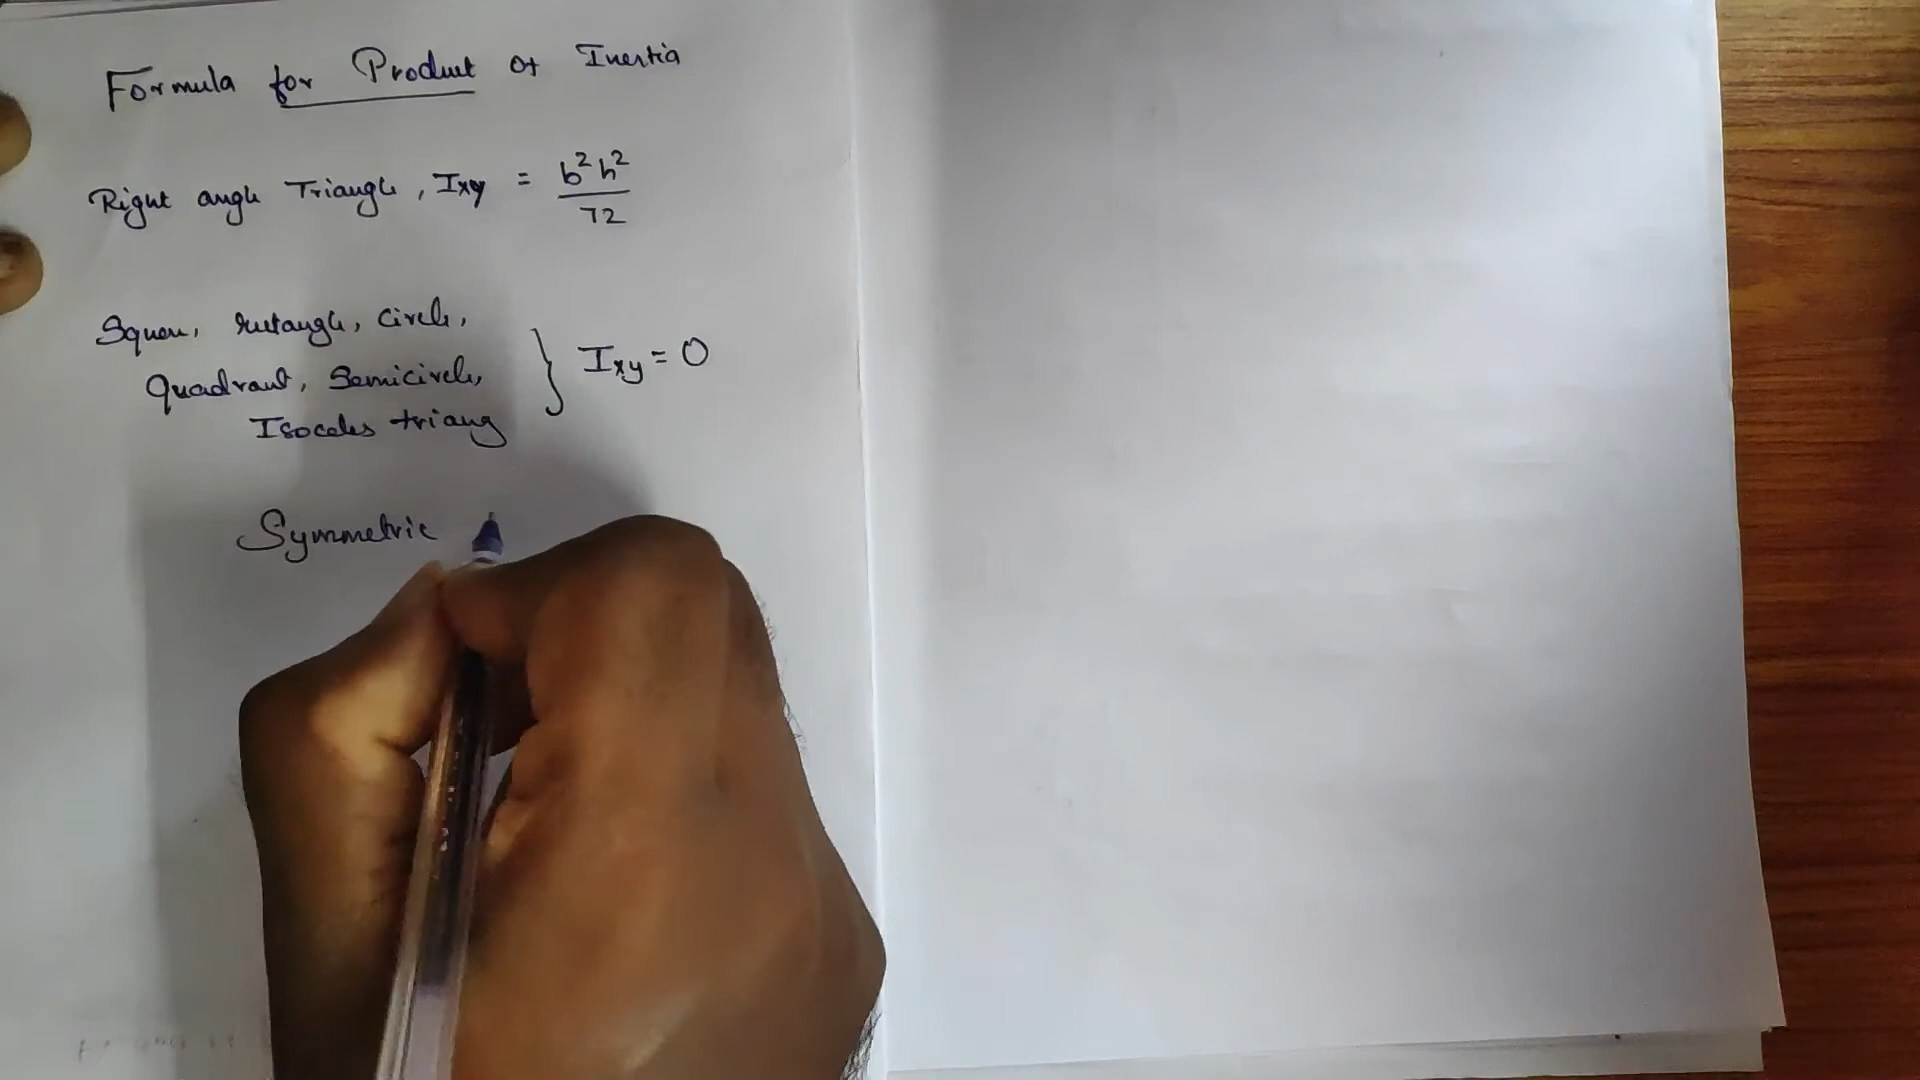 Formula for Product of Inertia
Right angle Triangle, Ixy = b²h²/72
Square, rectangle, circle,
Quadrant, Semicircle,
Isoceles triang
} Ixy = 0
Symmetric